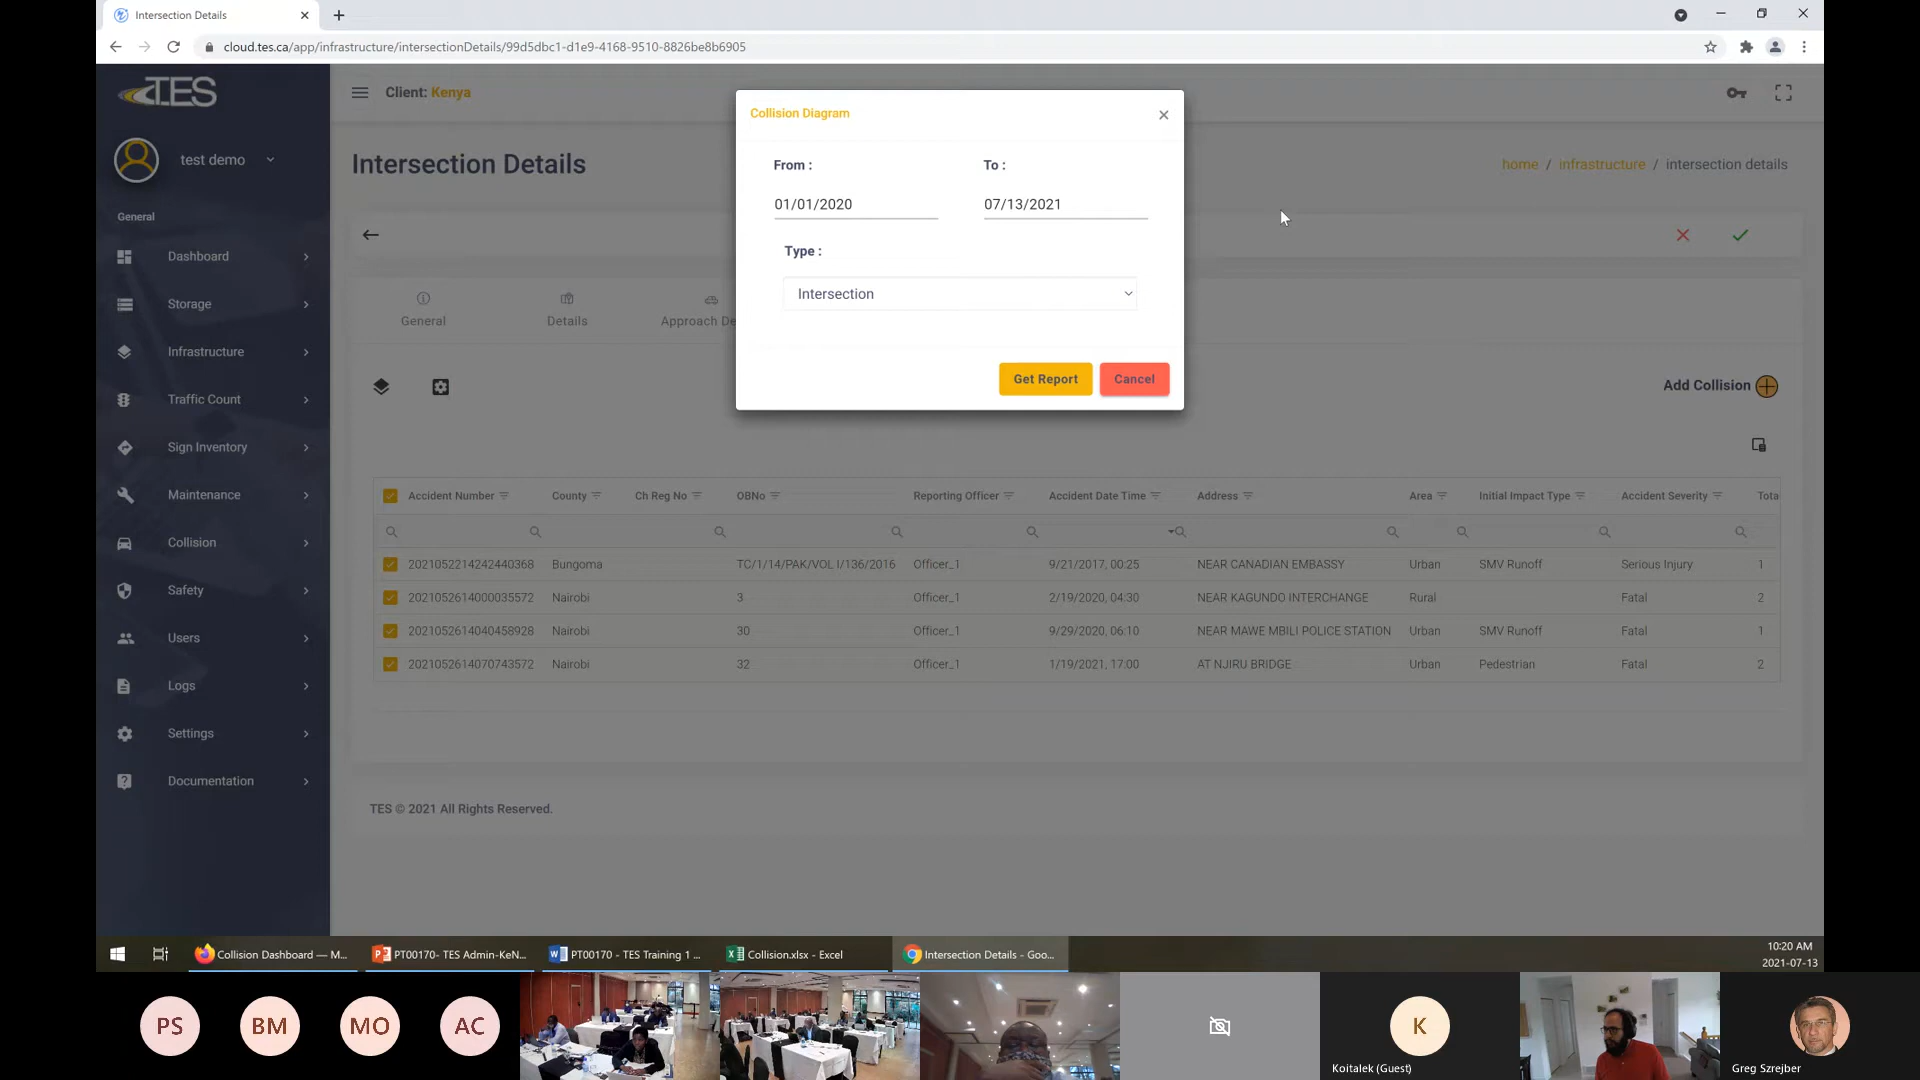 Intersection Details
cloud.tes.ca/app/infrastructure/intersectionDetails/99d5dbc1-d1e9-4168-9510-8826be8b6905
TES
Client: Kenya
test demo
General
Dashboard
Storage
Infrastructure
Traffic Count
Sign Inventory
Maintenance
Collision
Safety
Users
Logs
Settings
Documentation
Intersection Details
home / infrastructure / intersection details
General
Details
Approach De
Collision Diagram
From :
To :
01/01/2020
07/13/2021
Type :
Intersection
Get Report
Cancel
Add Collision
Accident Number County Ch Reg No OBNo Reporting Officer Accident Date Time Address Area Initial Impact Type Accident Severity Tota
2021052214242440368 Bungoma TC/1/14/PAK/VOL I/136/2016 Officer_1 9/21/2017, 00:25 NEAR CANADIAN EMBASSY Urban SMV Runoff Serious Injury 1
2021052614000035572 Nairobi 3 Officer_1 2/19/2020, 04:30 NEAR KAGUNDO INTERCHANGE Rural Fatal 2
2021052614040458928 Nairobi 30 Officer_1 9/29/2020, 06:10 NEAR MAWE MBILI POLICE STATION Urban SMV Runoff Fatal 1
2021052614070743572 Nairobi 32 Officer_1 1/19/2021, 17:00 AT NJIRU BRIDGE Urban Pedestrian Fatal 2
TES © 2021 All Rights Reserved.
Collision Dashboard — M...
PT00170- TES Admin-KeN...
PT00170 - TES Training 1 ...
Collision.xlsx - Excel
Intersection Details - Goo...
10:20 AM
2021-07-13
PS
BM
MO
AC
K
Koitalek (Guest)
Greg Szrejber